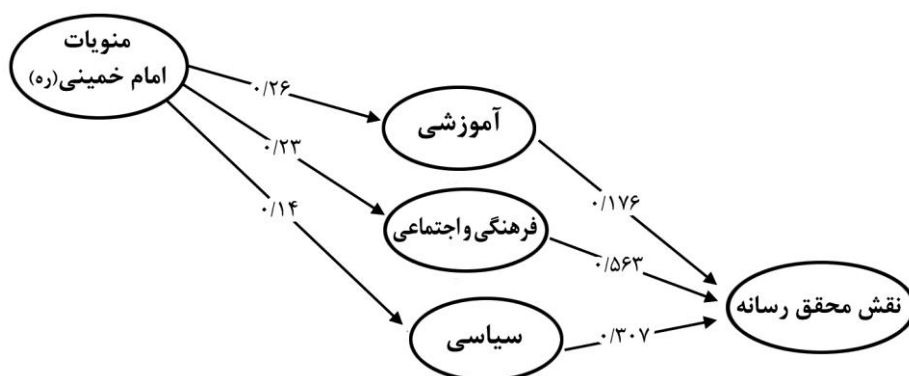 منویات
امام خمینی(ره)
۰/۲۶
آموزشی
۰/۲۳
۰/۱۷۶
۰/۱۴
فرهنگی و اجتماعی
۰/۵۶۳
نقش محقق رسانه
سیاسی
۰/۳۰۷